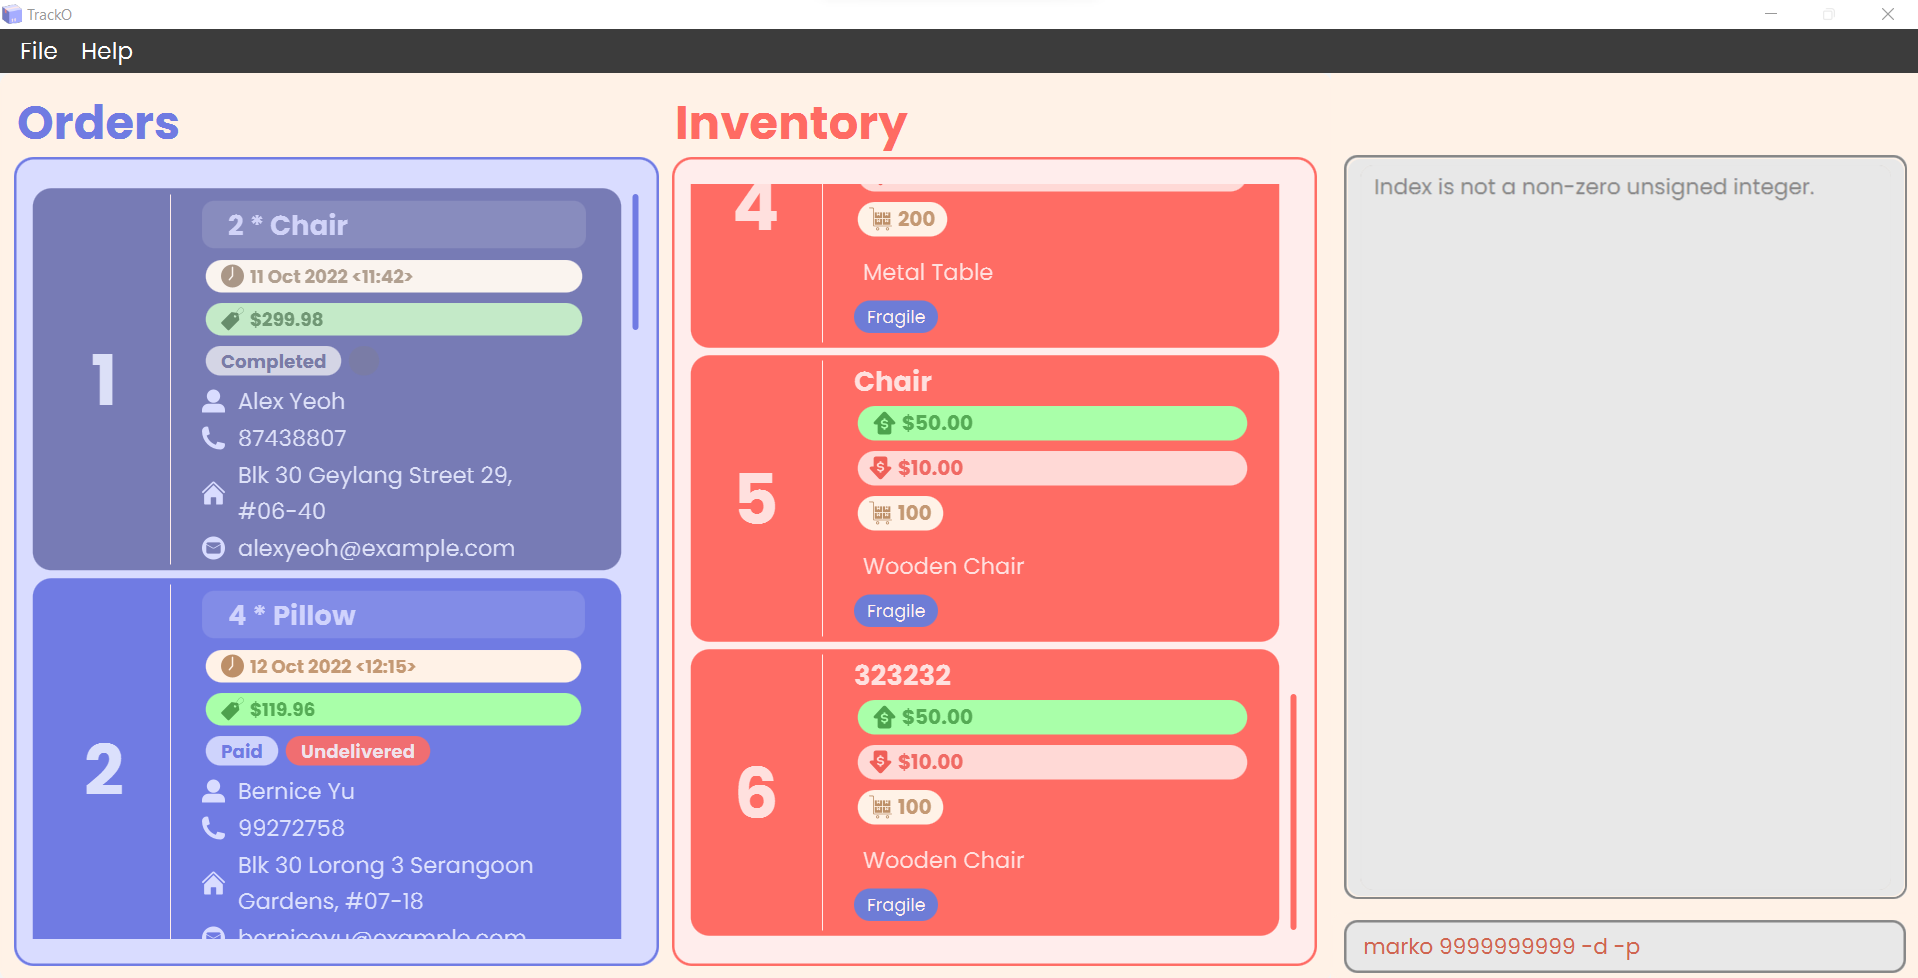 TrackO
File Help
Orders
2 * Chair
11 Oct 2022 <11:42>
$299.98
Completed
1
Alex Yeoh
87438807
Blk 30 Geylang Street 29,
#06-40
alexyeoh@example.com
4 * Pillow
12 Oct 2022 <12:15>
$119.96
Paid Undelivered
2
Bernice Yu
99272758
Blk 30 Lorong 3 Serangoon
Gardens, #07-18
berniceyu@example.com
Inventory
4
200
Metal Table
Fragile
Chair
$50.00
$10.00
5
100
Wooden Chair
Fragile
323232
$50.00
$10.00
6
100
Wooden Chair
Fragile
Index is not a non-zero unsigned integer.
marko 9999999999 -d -p